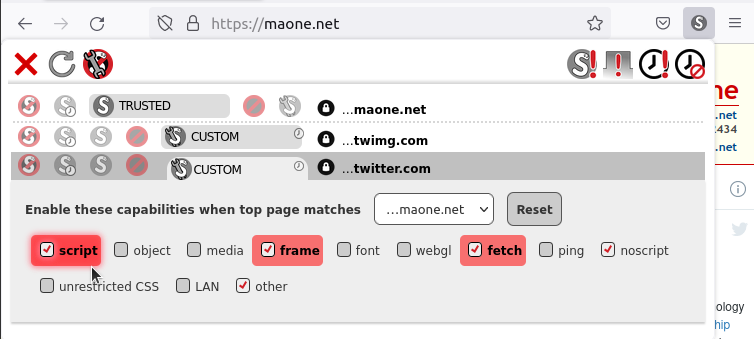 https://maone.net
TRUSTED
...maone.net
CUSTOM
...twimg.com
CUSTOM
...twitter.com
Enable these capabilities when top page matches
...maone.net
Reset
script
object
media
frame
font
webgl
fetch
ping
noscript
unrestricted CSS
LAN
other
ne
.net
434
.net
ology
hip